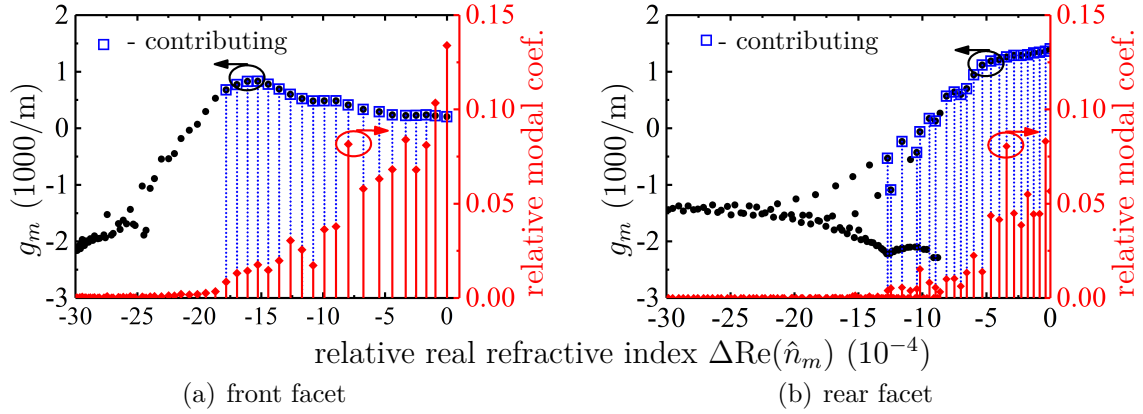 2 0.15 2 0.15
- contributing - contributing
1 1
0.10 0.10
0 0
-1 -1
0.05 0.05
-2 -2
-3 0.00 -3 0.00
g_m (1000/m)
relative modal coef.
g_m (1000/m)
relative modal coef.
-30 -25 -20 -15 -10 -5 0 -30 -25 -20 -15 -10 -5 0
relative real refractive index ΔRe(n̂_m) (10⁻⁴)
(a) front facet (b) rear facet